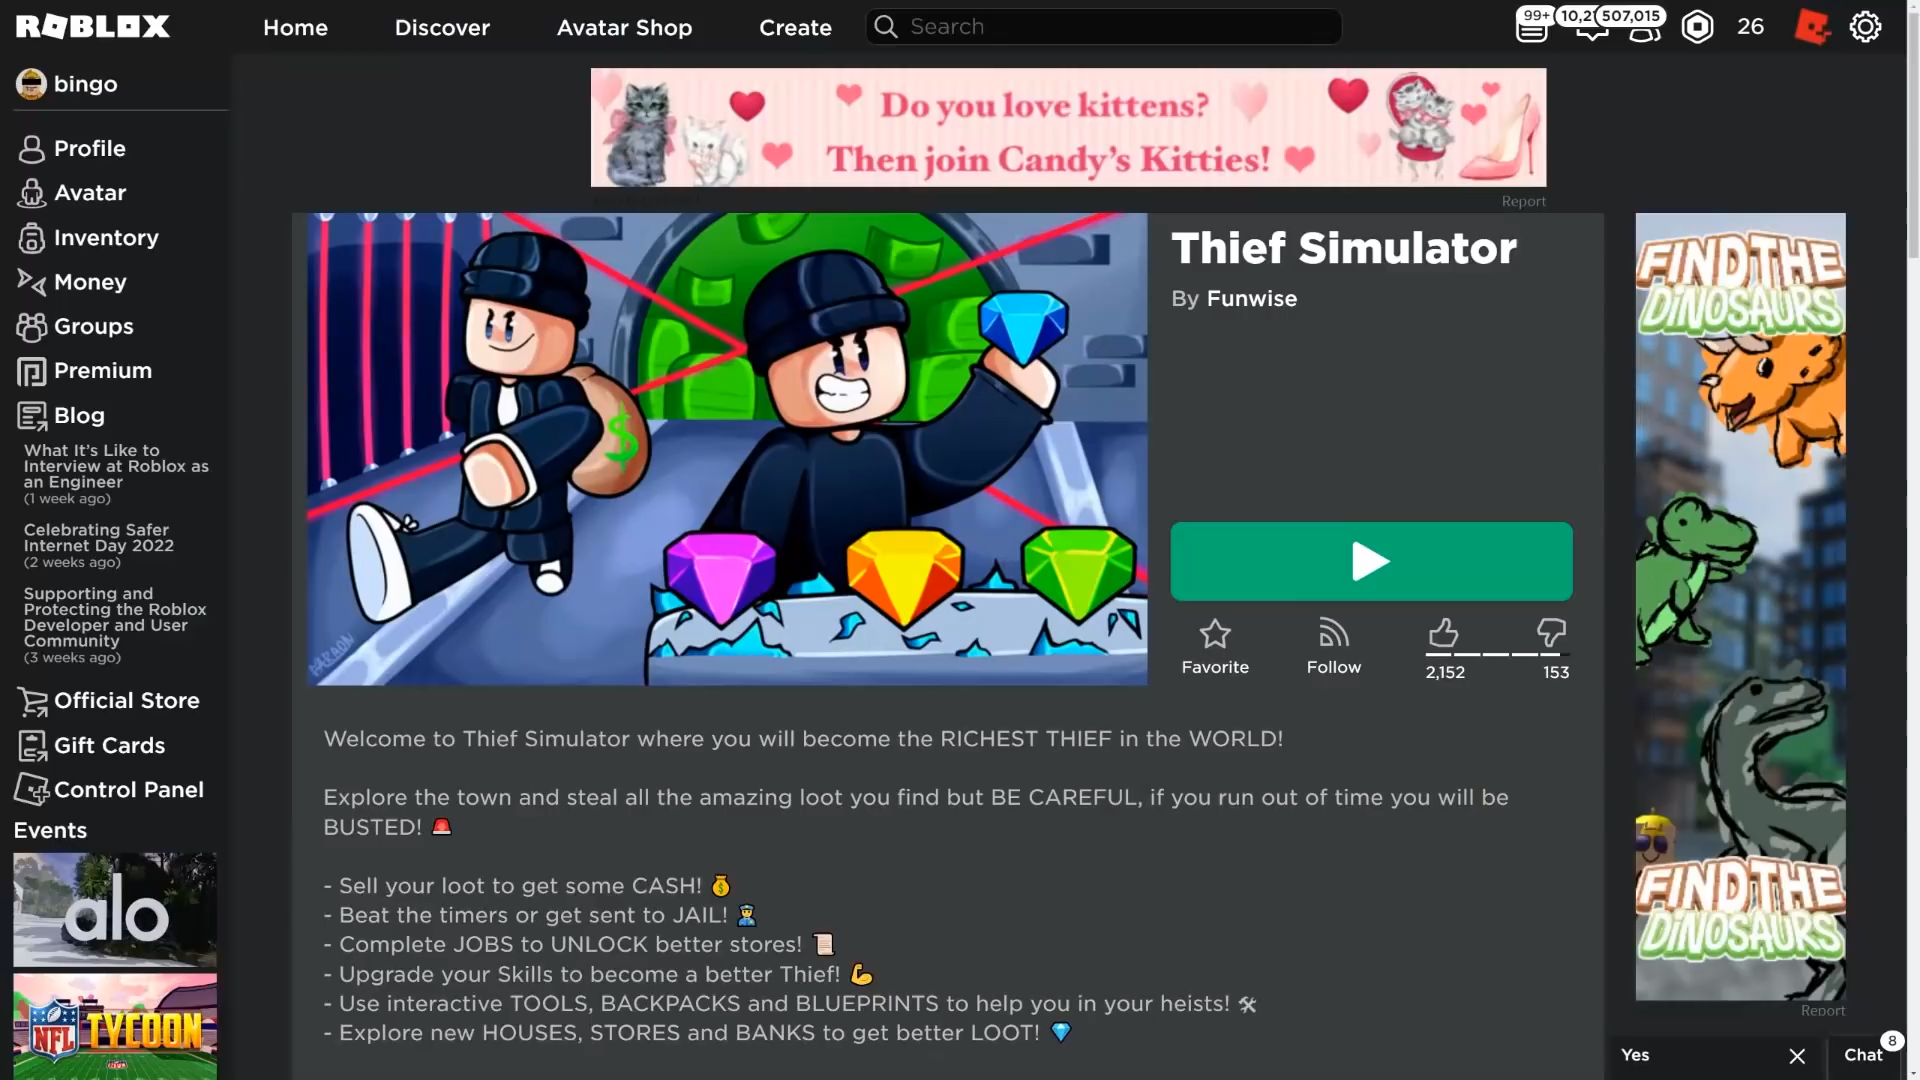 ROBLOX
Home
Discover
Avatar Shop
Create
Search
99+
10,2
507,015
26
bingo
Profile
Avatar
Inventory
Money
Groups
Premium
Blog
What It's Like to
Interview at Roblox as
an Engineer
(1 week ago)
Celebrating Safer
Internet Day 2022
(2 weeks ago)
Supporting and
Protecting the Roblox
Developer and User
Community
(3 weeks ago)
Official Store
Gift Cards
Control Panel
Events
alo
NFL TYCOON
Do you love kittens?
Then join Candy's Kitties!
Report
$
Thief Simulator
By Funwise
Favorite
Follow
2,152
153
Welcome to Thief Simulator where you will become the RICHEST THIEF in the WORLD!
Explore the town and steal all the amazing loot you find but BE CAREFUL, if you run out of time you will be
BUSTED! 🚨
- Sell your loot to get some CASH! 💰
- Beat the timers or get sent to JAIL! 👮
- Complete JOBS to UNLOCK better stores! 📜
- Upgrade your Skills to become a better Thief! 💪
- Use interactive TOOLS, BACKPACKS and BLUEPRINTS to help you in your heists! 🛠
- Explore new HOUSES, STORES and BANKS to get better LOOT! 💎
FIND THE
DINOSAURS
FIND THE
DINOSAURS
Report
Yes
Chat
8